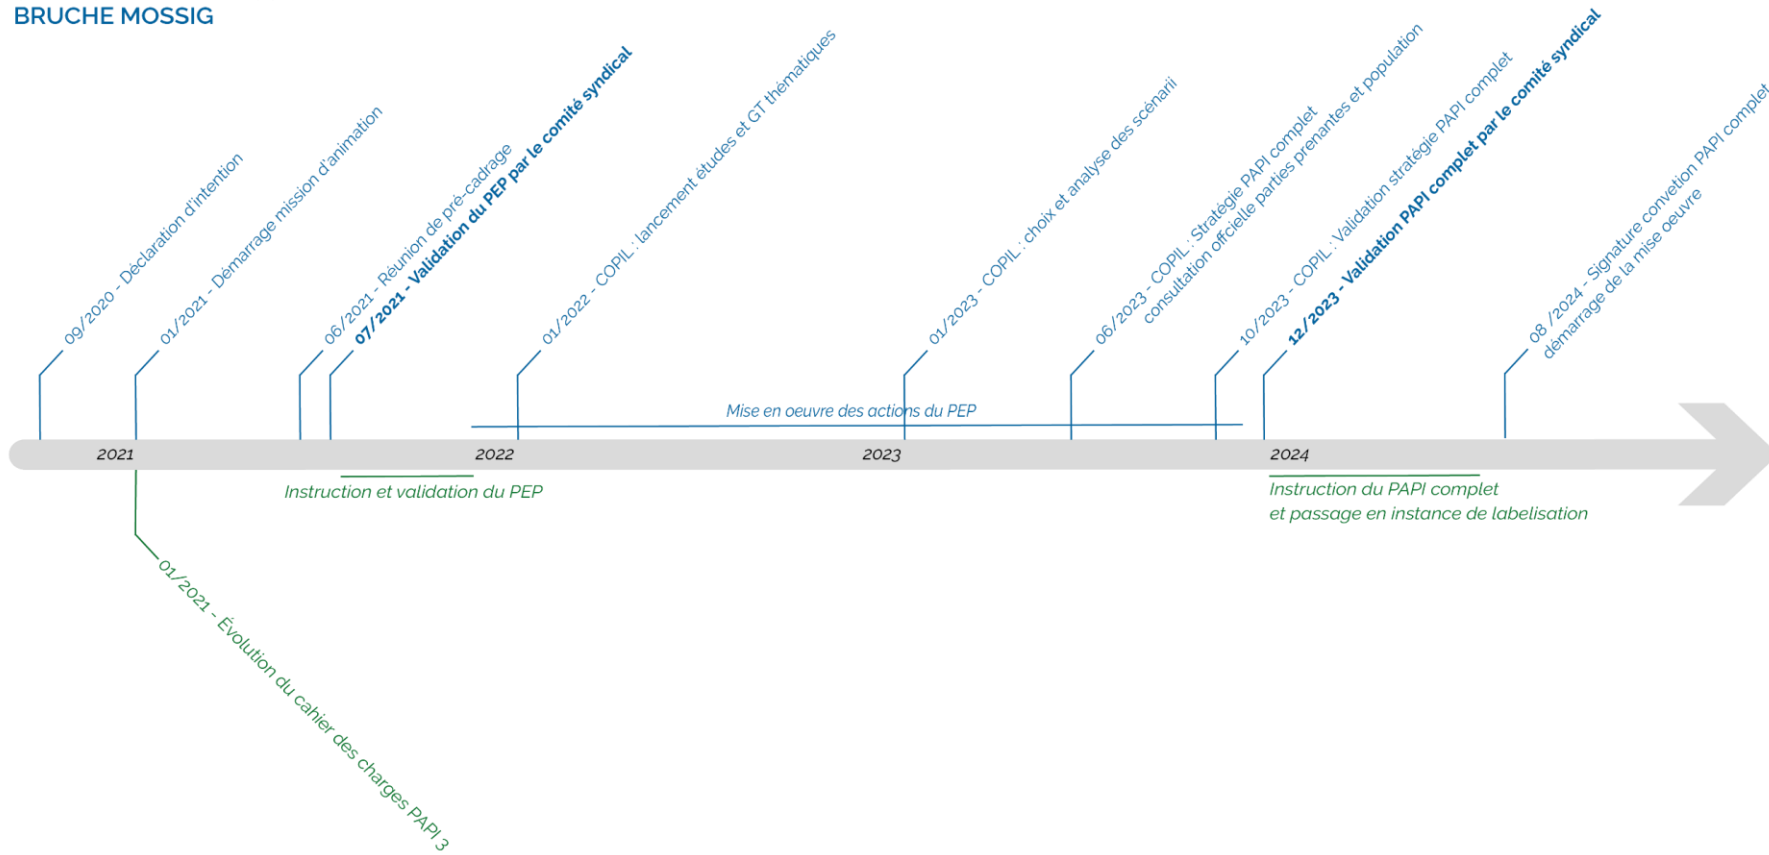 BRUCHE MOSSIG
09/2020 - Déclaration d'intention
01/2021 - Démarrage mission d'animation
06/2021 - Réunion de pré-cadrage
07/2021 - Validation du PEP par le comité syndical
01/2022 - COPIL : lancement études et GT thématiques
01/2023 - COPIL : choix et analyse des scénarii
06/2023 - COPIL : Stratégie PAPI complet
consultation offcielle parties prenantes et population
10/2023 - COPIL : Validation stratégie PAPI complet
12/2023 - Validation PAPI complet par le comité syndical
08 /2024 - Signature convetion PAPI complet
démarrage de la mise oeuvre
Mise en oeuvre des actions du PEP
2021
2022
2023
2024
Instruction et validation du PEP
Instruction du PAPI complet
et passage en instance de labelisation
01/2021 - Évolution du cahier des charges PAPI 3